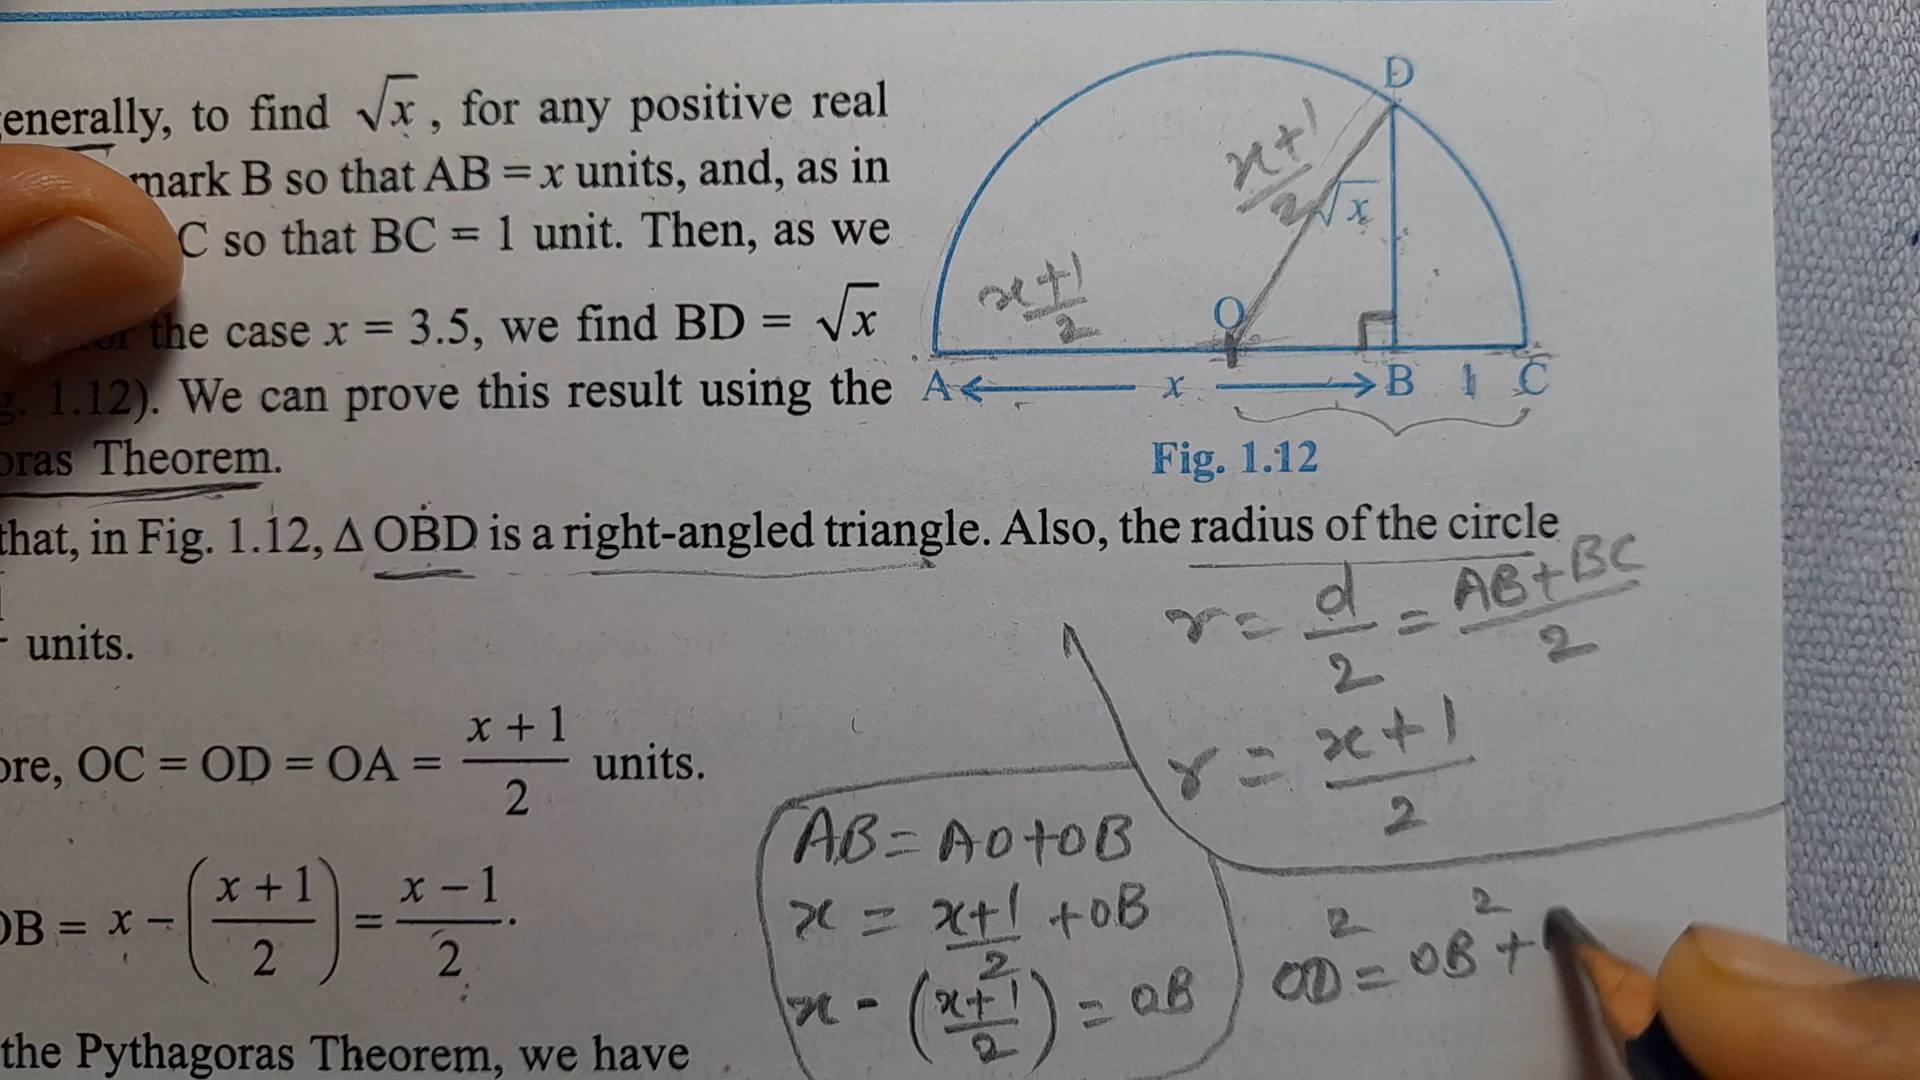 generally, to find √x, for any positive real
mark B so that AB = x units, and, as in
C so that BC = 1 unit. Then, as we
the case x = 3.5, we find BD = √x
1.12). We can prove this result using the
oras Theorem.
D
x+1/2
√x
x+1/2
O
A x B 1 C
Fig. 1.12
that, in Fig. 1.12, Δ OBD is a right-angled triangle. Also, the radius of the circle
units.
r = d/2 = AB+BC/2
r = x+1/2
ore, OC = OD = OA = x + 1/2 units.
OB = x − (x + 1/2) = x − 1/2.
AB = AO+OB
x = x+1/2 + OB
x - (x+1/2) = OB
OD² = OB² +
the Pythagoras Theorem, we have